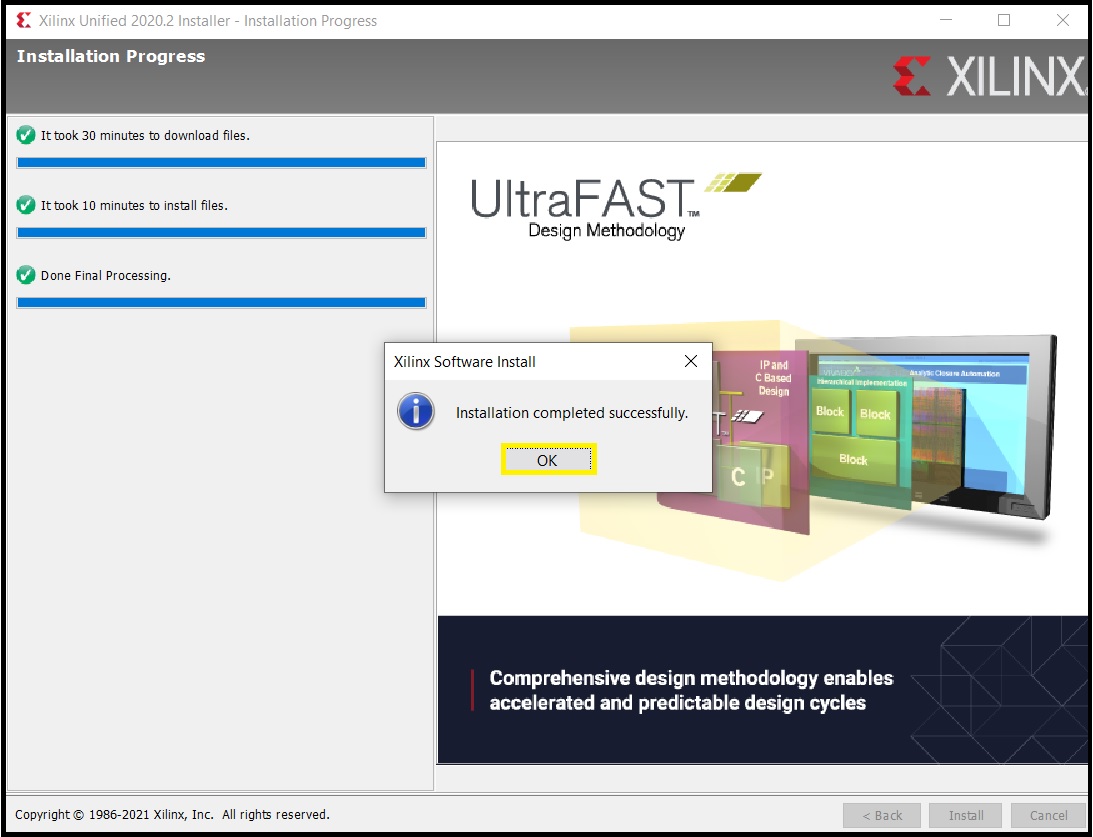 Xilinx Unified 2020.2 Installer - Installation Progress
Installation Progress
XILINX
It took 30 minutes to download files.
It took 10 minutes to install files.
Done Final Processing.
UltraFAST™
Design Methodology
Xilinx Software Install
Installation completed successfully.
OK
IP and
C Based
Design
C
IP
Analytic Closure Automation
Hierarchical Implementation
Block
Block
Block
Comprehensive design methodology enables
accelerated and predictable design cycles
Copyright © 1986-2021 Xilinx, Inc. All rights reserved.
< Back
Install
Cancel